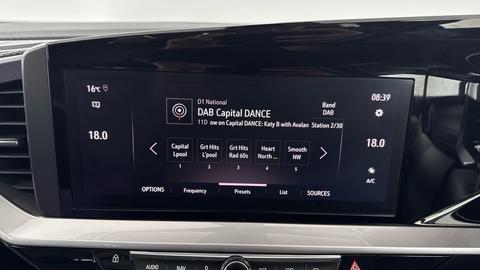 16°C
08:39
D1 National
DAB Capital DANCE
11D ow on Capital DANCE: Katy B with Avalan Station 2/30
Band
DAB
18.0
18.0
Capital
Lpool
Grt Hits
L'pool
Grt Hits
Rad 60s
Heart
North ...
Smooth
NW
1 2 3 4 5
A/C
OPTIONS Frequency Presets List SOURCES
AUDIO NAV